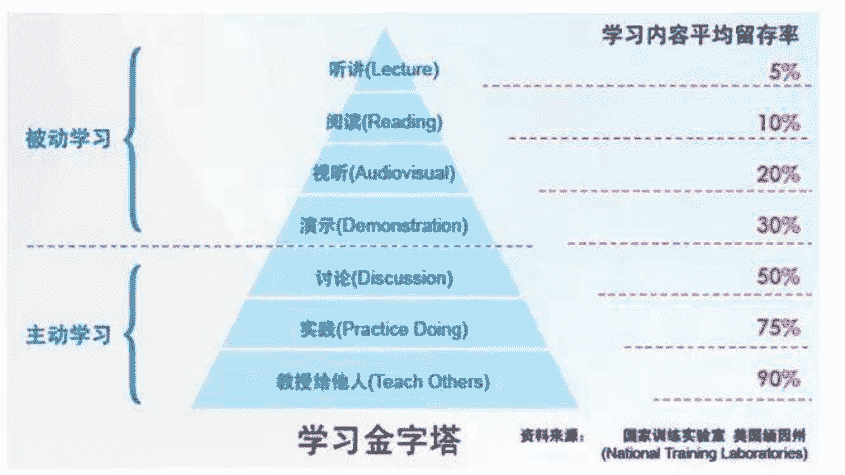 学习内容平均留存率
听讲(Lecture) 5%
阅读(Reading) 10%
被动学习
视听(Audiovisual) 20%
演示(Demonstration) 30%
讨论(Discussion) 50%
主动学习
实践(Practice Doing) 75%
教授给他人(Teach Others) 90%
学习金字塔
资料来源： 国家训练实验室 美国缅因州
(National Training Laboratories)